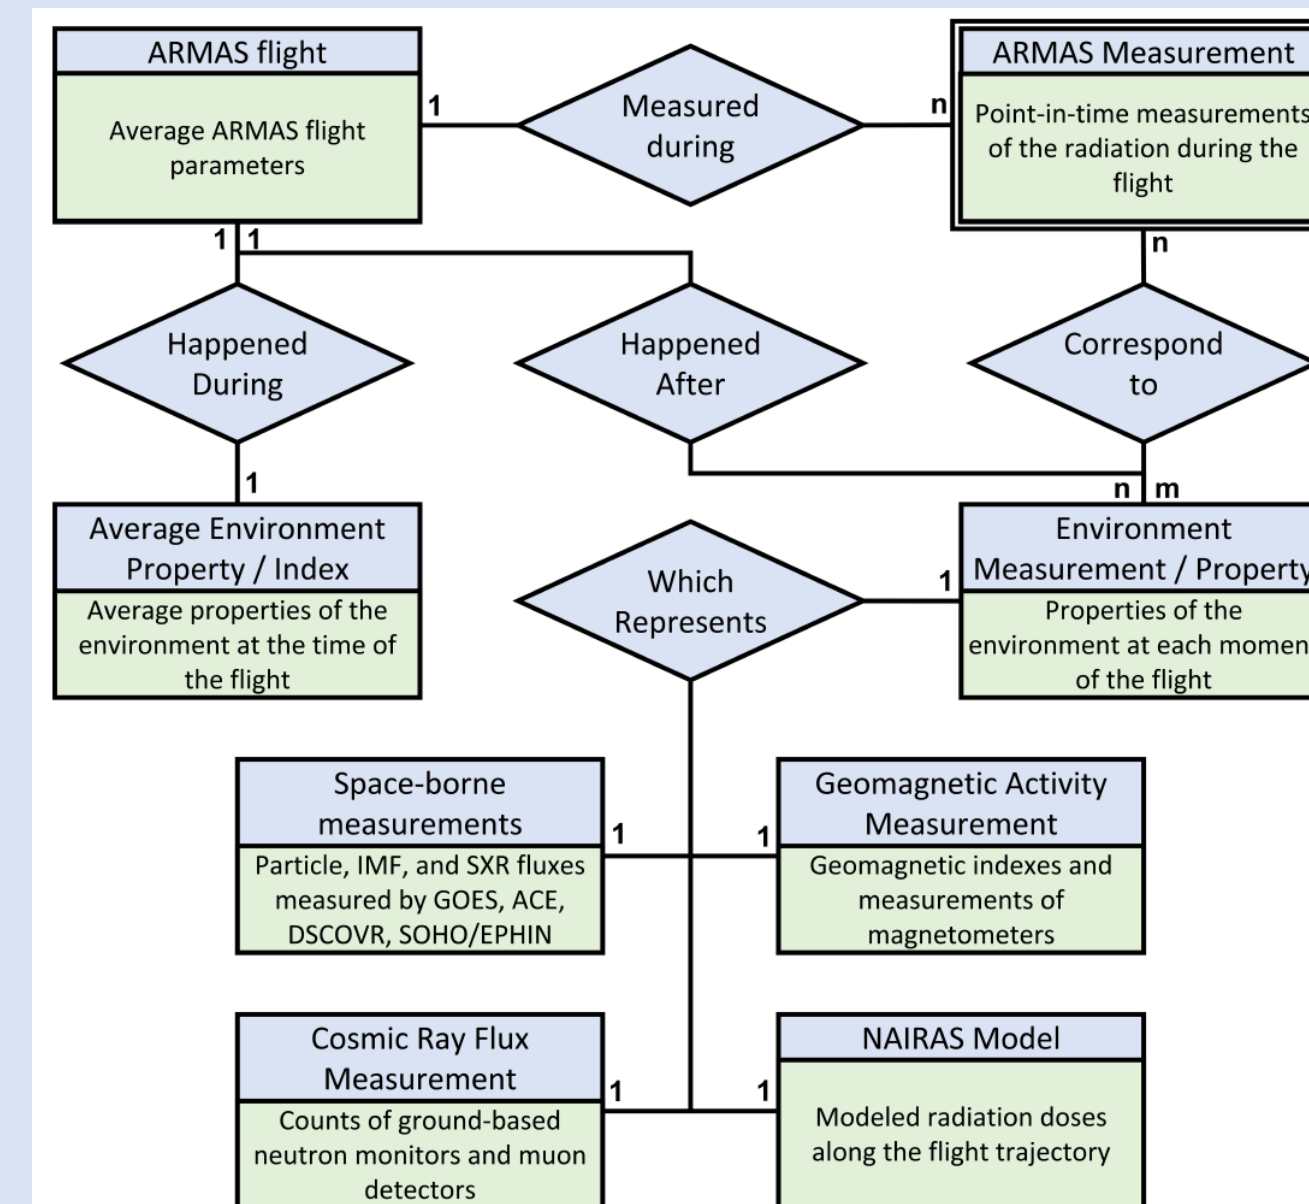 ARMAS flight
Average ARMAS flight
parameters
1
Measured
during
n
ARMAS Measurement
Point-in-time measurements
of the radiation during the
flight
1
1
n
Happened
During
Happened
After
Correspond
to
1
n
m
Average Environment
Property / Index
Average properties of the
environment at the time of
the flight
Which
Represents
1
Environment
Measurement / Property
Properties of the
environment at each momen
of the flight
Space-borne
measurements
Particle, IMF, and SXR fluxes
measured by GOES, ACE,
DSCOVR, SOHO/EPHIN
1
1
Geomagnetic Activity
Measurement
Geomagnetic indexes and
measurements of
magnetometers
Cosmic Ray Flux
Measurement
Counts of ground-based
neutron monitors and muon
detectors
1
1
NAIRAS Model
Modeled radiation doses
along the flight trajectory